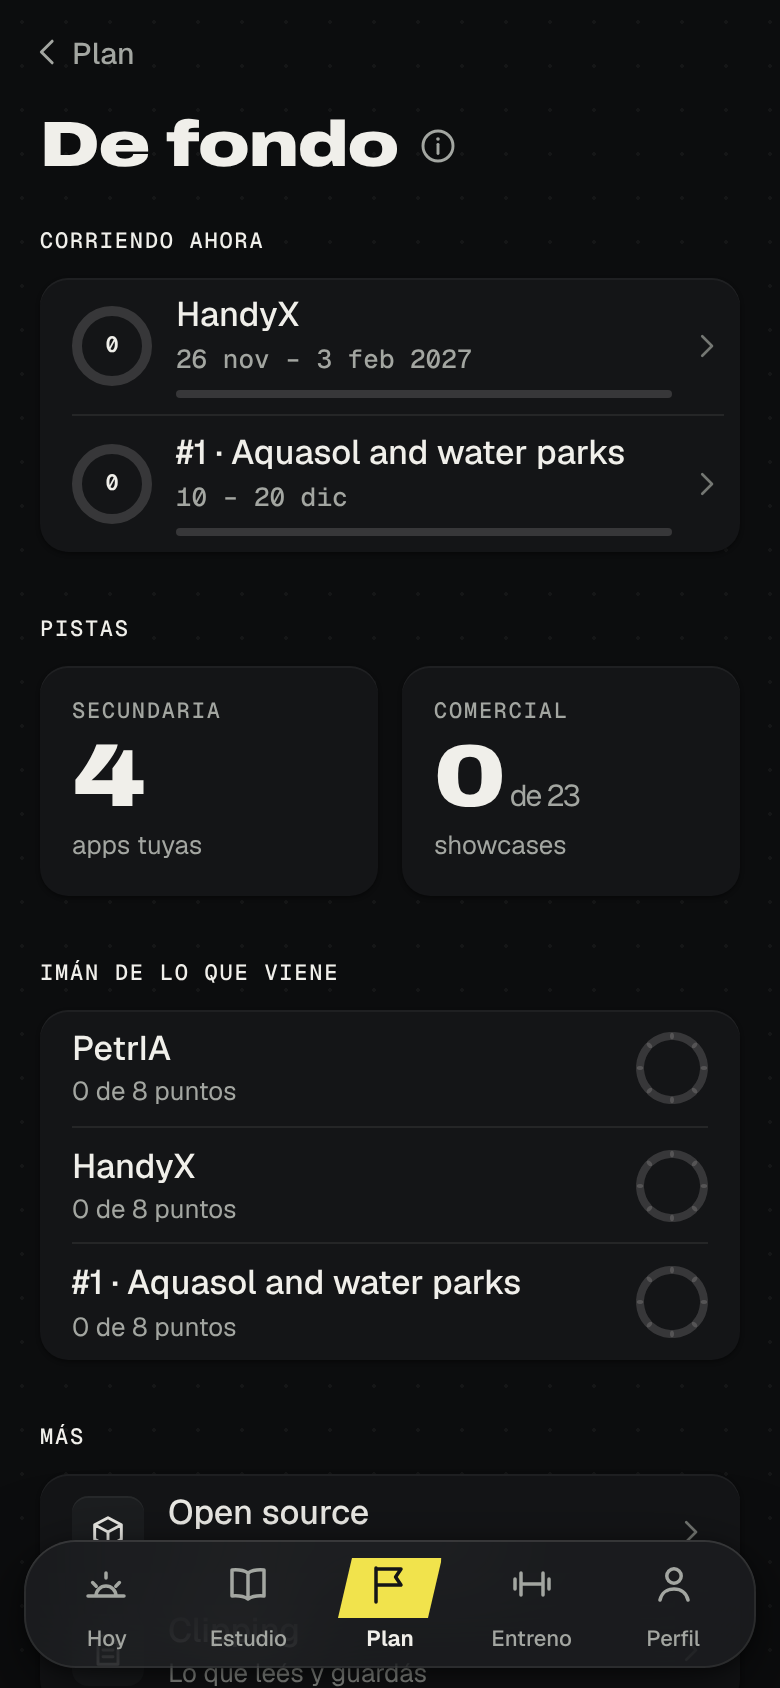 Plan
De fondo
CORRIENDO AHORA
0
HandyX
26 nov – 3 feb 2027
0
#1 · Aquasol and water parks
10 – 20 dic
PISTAS
SECUNDARIA
4
apps tuyas
COMERCIAL
0 de 23
showcases
IMÁN DE LO QUE VIENE
PetrIA
0 de 8 puntos
HandyX
0 de 8 puntos
#1 · Aquasol and water parks
0 de 8 puntos
MÁS
Open source
Clipping
Hoy
Estudio
Plan
Entreno
Perfil
Lo que leés y guardás